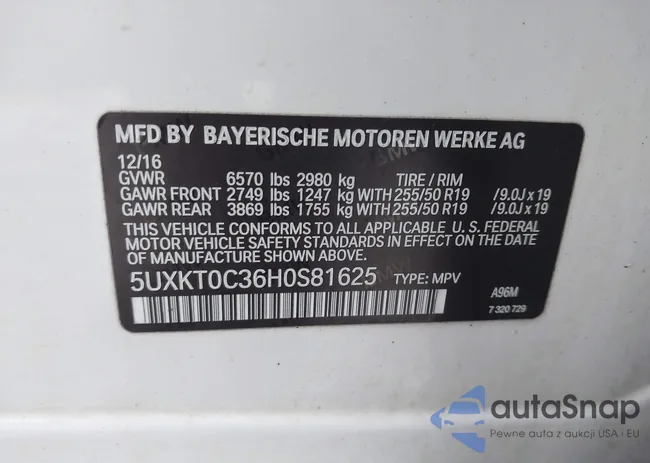 MFD BY BAYERISCHE MOTOREN WERKE AG
12/16
GVWR 6570 lbs 2980 kg TIRE / RIM
GAWR FRONT 2749 lbs 1247 kg WITH 255/50 R19 /9.0J x 19
GAWR REAR 3869 lbs 1755 kg WITH 255/50 R19 /9.0J x 19
THIS VEHICLE CONFORMS TO ALL APPLICABLE U. S. FEDERAL
MOTOR VEHICLE SAFETY STANDARDS IN EFFECT ON THE
DATE OF MANUFACTURE SHOWN ABOVE.
5UXKT0C36H0S81625 TYPE: MPV
A96M
7 320 729
autoSnap
Pewne auta z aukcji USA i EU